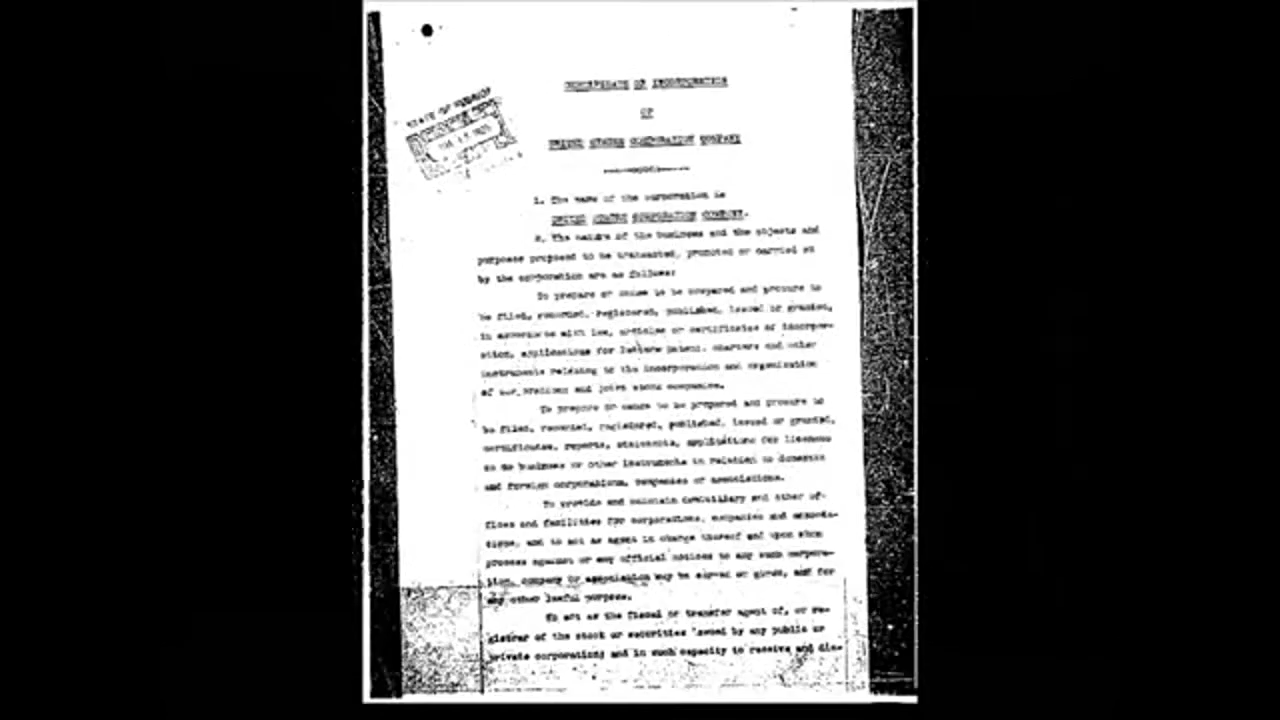 CERTIFICATE OF INCORPORATION
OF
UNITED STATES CORPORATION COMPANY
STATE OF
1. The name of the corporation is
UNITED STATES CORPORATION COMPANY.
2. The nature of the business and the objects and
purposes proposed to be transacted, promoted or carried on
by the corporation are as follows:
To prepare or cause to be prepared and procure to
be filed, recorded, registered, published, issued or granted,
in accordance with law, articles or certificates of incorpor-
ation, applications for letters patent, charters and other
instruments relating to the incorporation and organization
of corporations and joint stock companies.
To prepare or cause to be prepared and procure to
be filed, recorded, registered, published, issued or granted,
certificates, reports, statements, applications for licenses
to do business or other instruments in relation to domestic
and foreign corporations, companies or associations.
To provide and maintain domiciliary and other of-
fices and facilities for corporations, companies and associa-
tions, and to act as agent in charge thereof and upon whom
process against or any official notices to any such corpora-
tion, company or association may be served or given, and for
any other lawful purpose.
To act as the fiscal or transfer agent of, or re-
gistrar of the stock or securities issued by any public or
private corporation; and in such capacity to receive and dis-